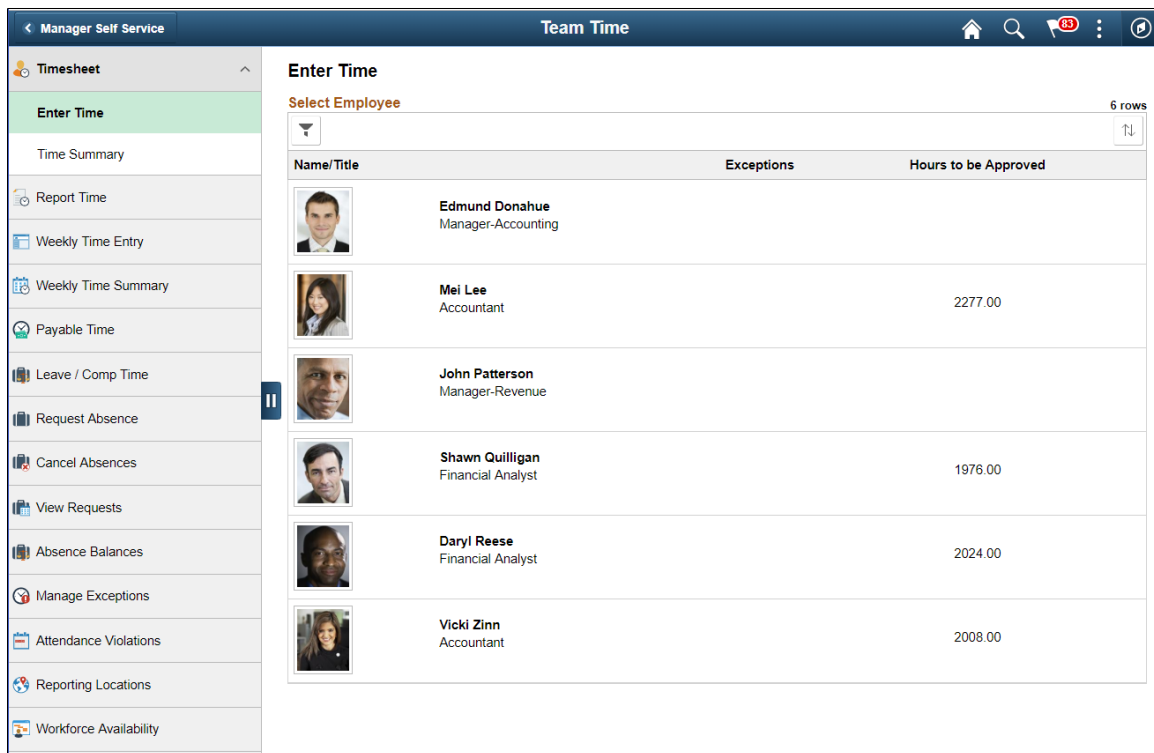 Manager Self Service
Team Time
83
Timesheet
Enter Time
Time Summary
Report Time
Weekly Time Entry
Weekly Time Summary
Payable Time
Leave / Comp Time
Request Absence
Cancel Absences
View Requests
Absence Balances
Manage Exceptions
Attendance Violations
Reporting Locations
Workforce Availability
Enter Time
Select Employee
6 rows
Name/Title Exceptions Hours to be Approved
Edmund Donahue
Manager-Accounting
Mei Lee
Accountant
2277.00
John Patterson
Manager-Revenue
Shawn Quilligan
Financial Analyst
1976.00
Daryl Reese
Financial Analyst
2024.00
Vicki Zinn
Accountant
2008.00